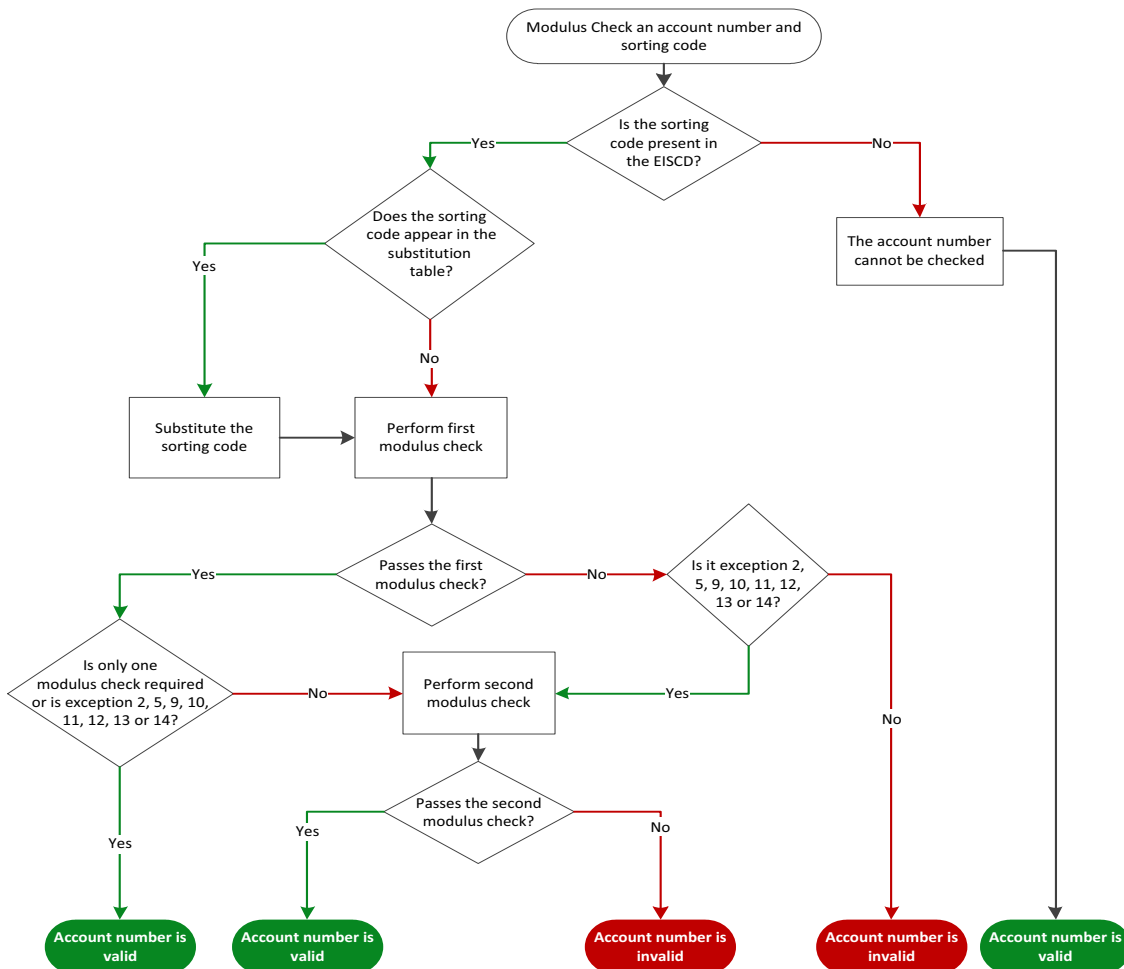 Modulus Check an account number and
sorting code
Is the sorting
code present in
the EISCD?
Yes
No
Does the sorting
code appear in the
substitution
table?
The account number
cannot be checked
Yes
No
Substitute the
sorting code
Perform first
modulus check
Passes the first
modulus check?
Yes
No
Is it exception 2,
5, 9, 10, 11, 12,
13 or 14?
Is only one
modulus check required
or is exception 2, 5, 9, 10,
11, 12, 13 or 14?
No
Perform second
modulus check
Yes
No
Passes the second
modulus check?
Yes
No
Yes
Account number is
valid
Account number is
valid
Account number is
invalid
Account number is
invalid
Account number is
valid